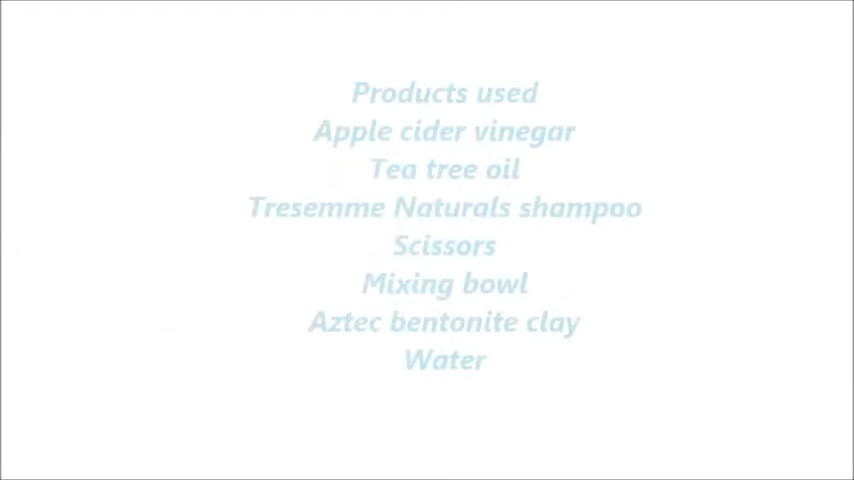 Products used
Apple cider vinegar
Tea tree oil
Tresemme Naturals shampoo
Scissors
Mixing bowl
Aztec bentonite clay
Water